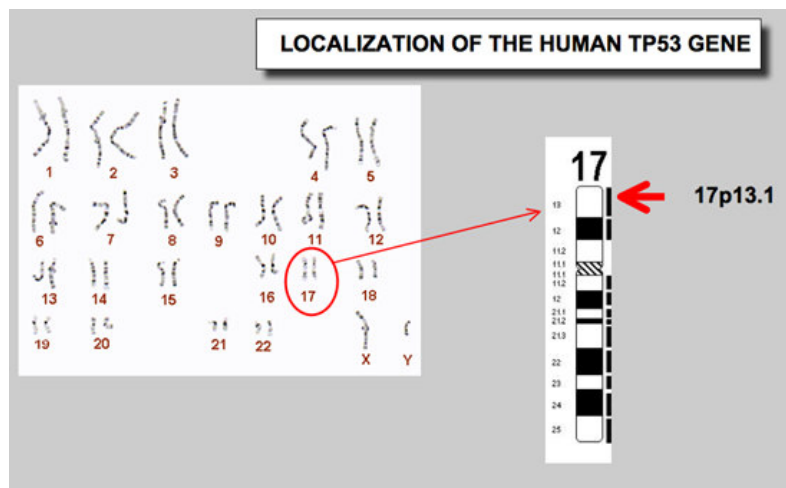 LOCALIZATION OF THE HUMAN TP53 GENE
1 2 3 4 5
6 7 8 9 10 11 12
13 14 15 16 17 18
19 20 21 22 X Y
17
17p13.1
13
12
11.2
11.1
11.1
11.2
12
21.1
21.2
21.3
22
23
24
25